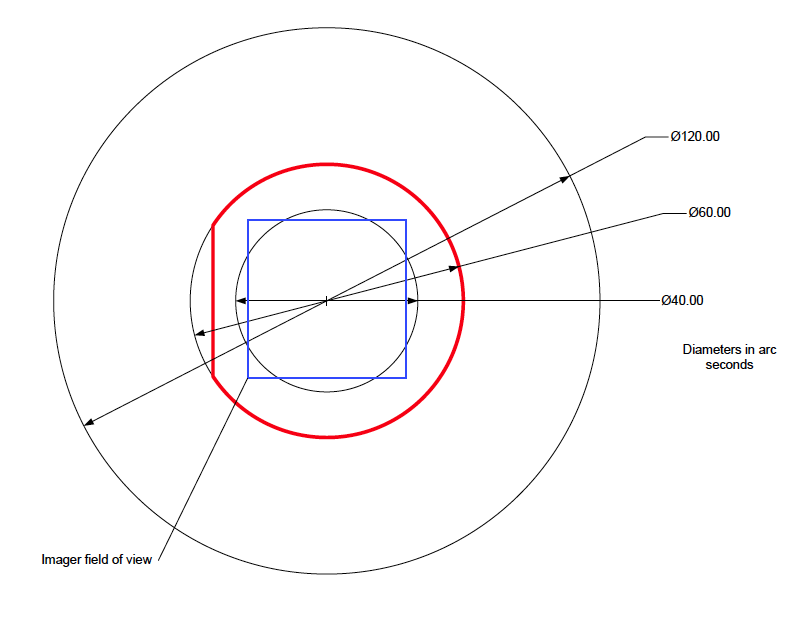 Ø120.00
Ø60.00
Ø40.00
Diameters in arc
seconds
Imager field of view